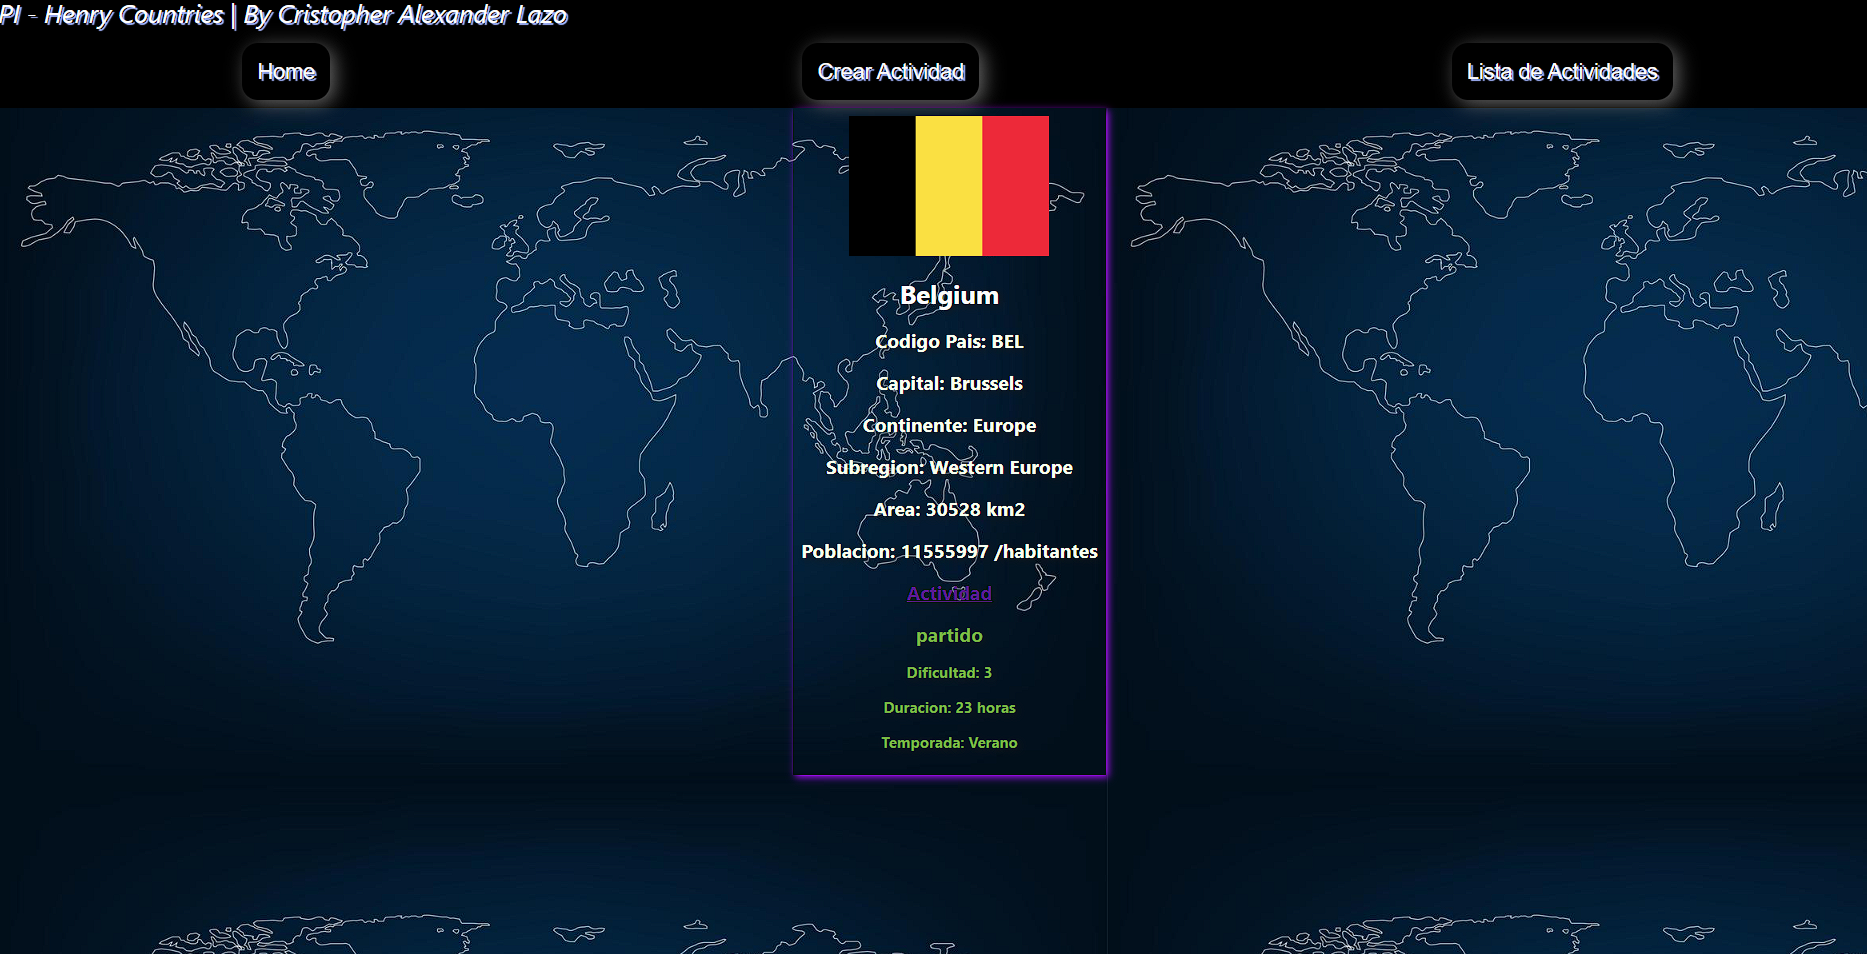 PI - Henry Countries | By Cristopher Alexander Lazo
Home
Crear Actividad
Lista de Actividades
Belgium
Codigo Pais: BEL
Capital: Brussels
Continente: Europe
Subregion: Western Europe
Area: 30528 km2
Poblacion: 11555997 /habitantes
Actividad
partido
Dificultad: 3
Duracion: 23 horas
Temporada: Verano